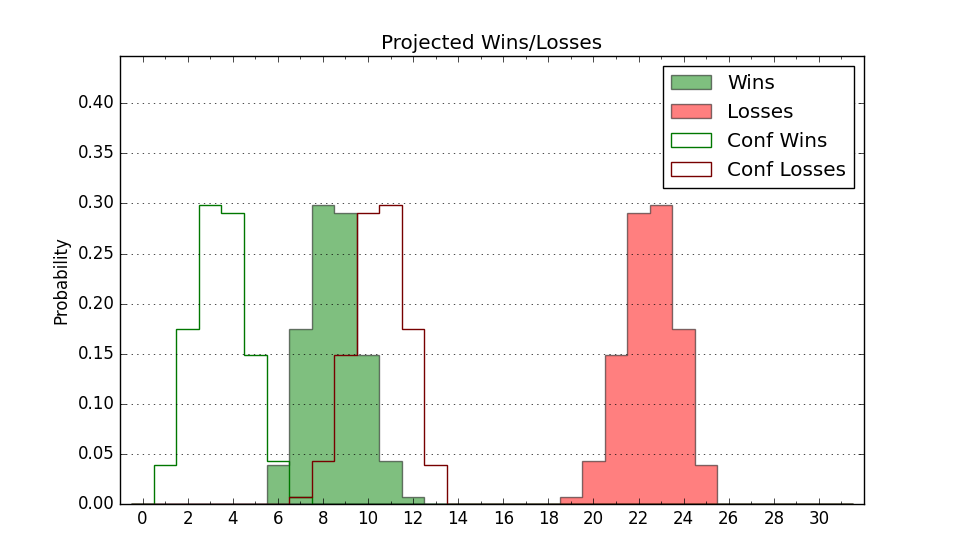 Projected Wins/Losses
Wins
Losses
Conf Wins
Conf Losses
Probability
0.40
0.35
0.30
0.25
0.20
0.15
0.10
0.05
0.00
0 2 4 6 8 10 12 14 16 18 20 22 24 26 28 30